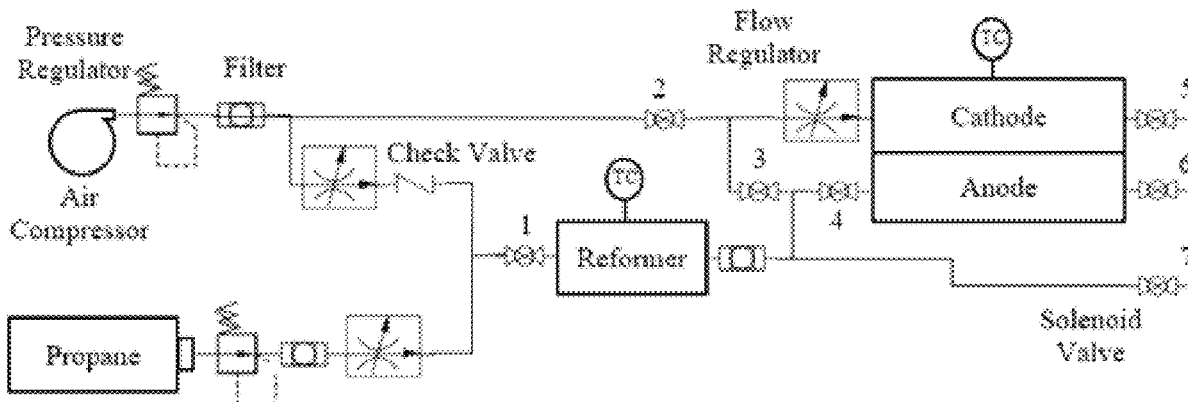 Pressure
Regulator
Filter
Flow
Regulator
TC
2
5
Cathode
Check Valve
TC
3
6
Anode
Air
Compressor
1
4
Reformer
7
Propane
Solenoid
Valve